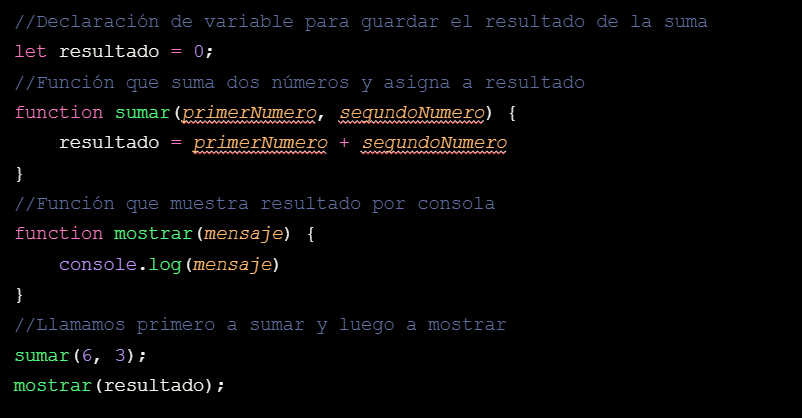 //Declaración de variable para guardar el resultado de la suma
let resultado = 0;
//Función que suma dos números y asigna a resultado
function sumar(primerNumero, segundoNumero) {
    resultado = primerNumero + segundoNumero
}
//Función que muestra resultado por consola
function mostrar(mensaje) {
    console.log(mensaje)
}
//Llamamos primero a sumar y luego a mostrar
sumar(6, 3);
mostrar(resultado);